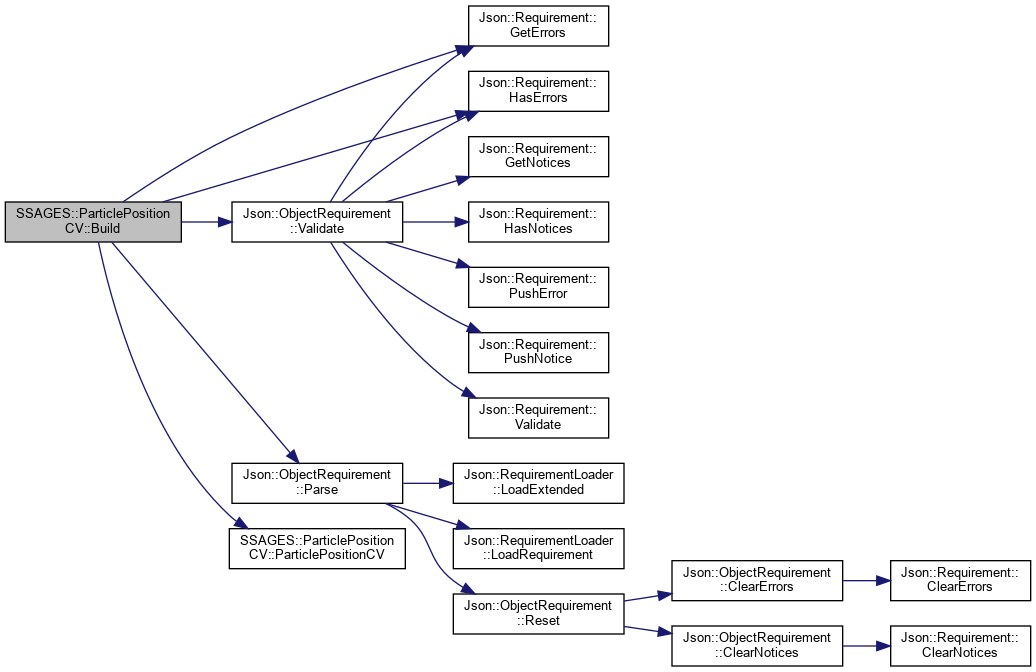 Json::Requirement::
GetErrors
Json::Requirement::
HasErrors
Json::Requirement::
GetNotices
SSAGES::ParticlePosition
CV::Build
Json::ObjectRequirement
::Validate
Json::Requirement::
HasNotices
Json::Requirement::
PushError
Json::Requirement::
PushNotice
Json::Requirement::
Validate
Json::ObjectRequirement
::Parse
Json::RequirementLoader
::LoadExtended
SSAGES::ParticlePosition
CV::ParticlePositionCV
Json::RequirementLoader
::LoadRequirement
Json::ObjectRequirement
::Reset
Json::ObjectRequirement
::ClearErrors
Json::Requirement::
ClearErrors
Json::ObjectRequirement
::ClearNotices
Json::Requirement::
ClearNotices